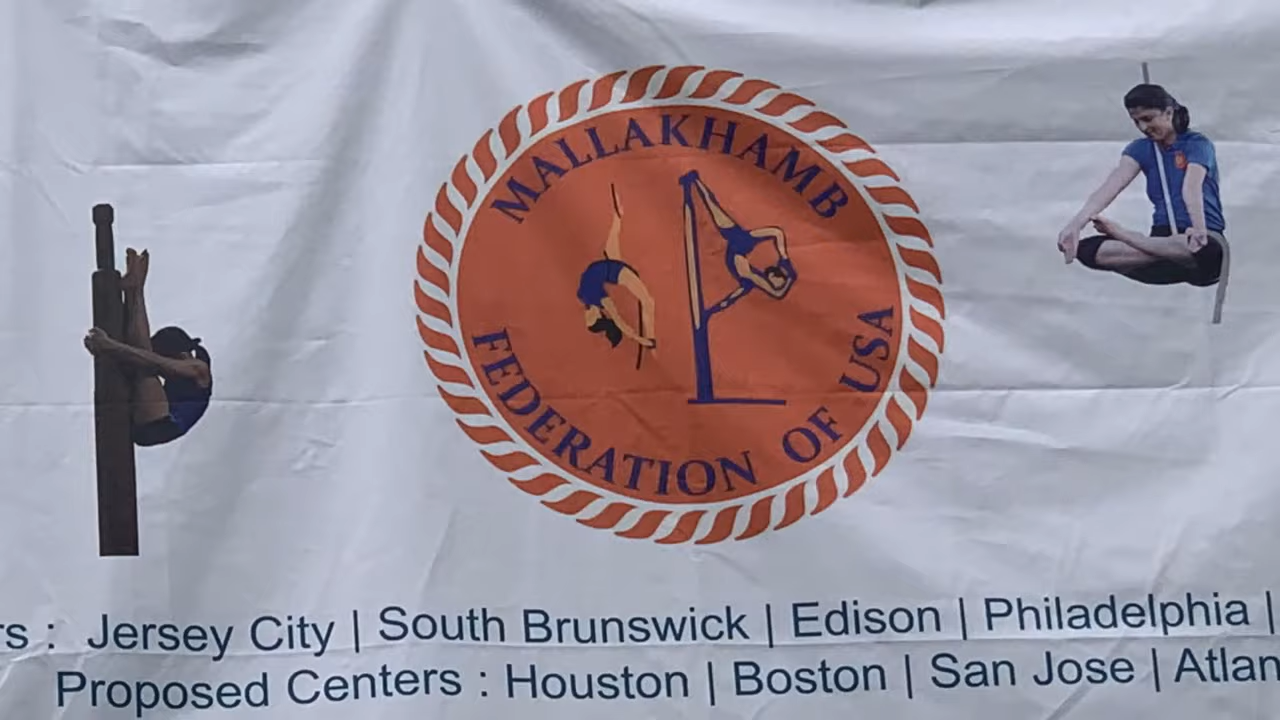 MALLAKHAMB
FEDERATION OF USA
: Jersey City | South Brunswick | Edison | Philadelphia |
Proposed Centers : Houston | Boston | San Jose |